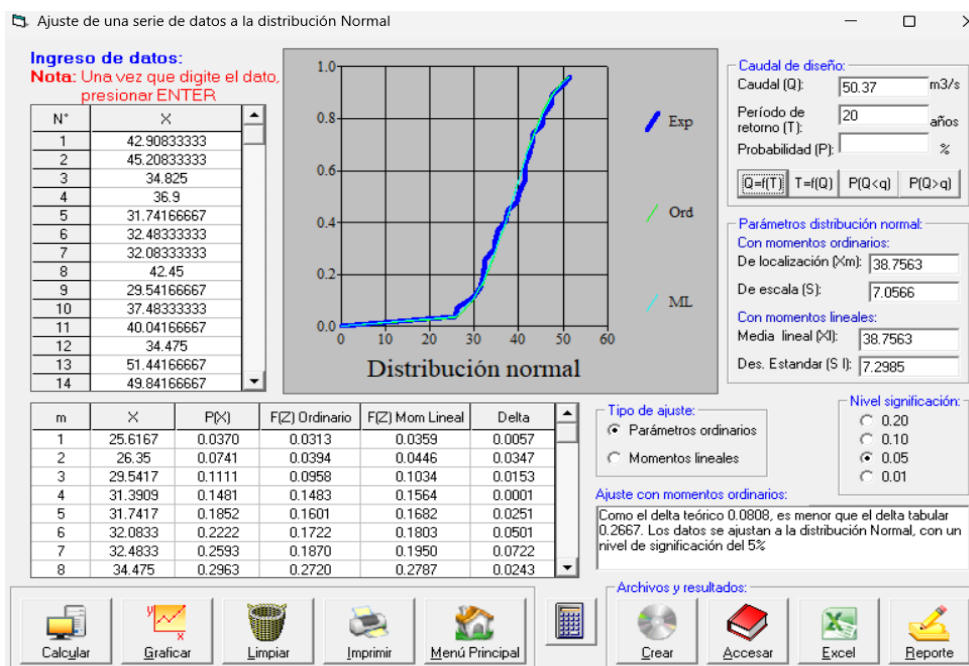 Ajuste de una serie de datos a la distribución Normal
Ingreso de datos:
Nota: Una vez que digite el dato,
presionar ENTER
N° X
1 42.90833333
2 45.20833333
3 34.825
4 36.9
5 31.74166667
6 32.48333333
7 32.08333333
8 42.45
9 29.54166667
10 37.48333333
11 40.04166667
12 34.475
13 51.44166667
14 49.84166667
1.0
0.8
0.6
0.4
0.2
0.0
0 10 20 30 40 50 60
Distribución normal
Exp
Ord
ML
Caudal de diseño:
Caudal (Q): 50.37 m3/s
Período de
retorno (T): 20 años
Probabilidad (P): %
Q=f(T) T=f(Q) P(Q<q) P(Q>q)
Parámetros distribución normal:
Con momentos ordinarios:
De localización (Xm): 38.7563
De escala (S): 7.0566
Con momentos lineales:
Media lineal (Xl): 38.7563
Des. Estandar (S l): 7.2985
m X P(X) F(Z) Ordinario F(Z) Mom Lineal Delta
1 25.6167 0.0370 0.0313 0.0359 0.0057
2 26.35 0.0741 0.0394 0.0446 0.0347
3 29.5417 0.1111 0.0958 0.1034 0.0153
4 31.3909 0.1481 0.1483 0.1564 0.0001
5 31.7417 0.1852 0.1601 0.1682 0.0251
6 32.0833 0.2222 0.1722 0.1803 0.0501
7 32.4833 0.2593 0.1870 0.1950 0.0722
8 34.475 0.2963 0.2720 0.2787 0.0243
Tipo de ajuste:
Parámetros ordinarios
Momentos lineales
Nivel significación:
0.20
0.10
0.05
0.01
Ajuste con momentos ordinarios:
Como el delta teórico 0.0808, es menor que el delta tabular
0.2667. Los datos se ajustan a la distribución Normal, con un
nivel de significación del 5%
Calcular
Graficar
Limpiar
Imprimir
Menú Principal
Archivos y resultados:
Crear
Accesar
Excel
Reporte